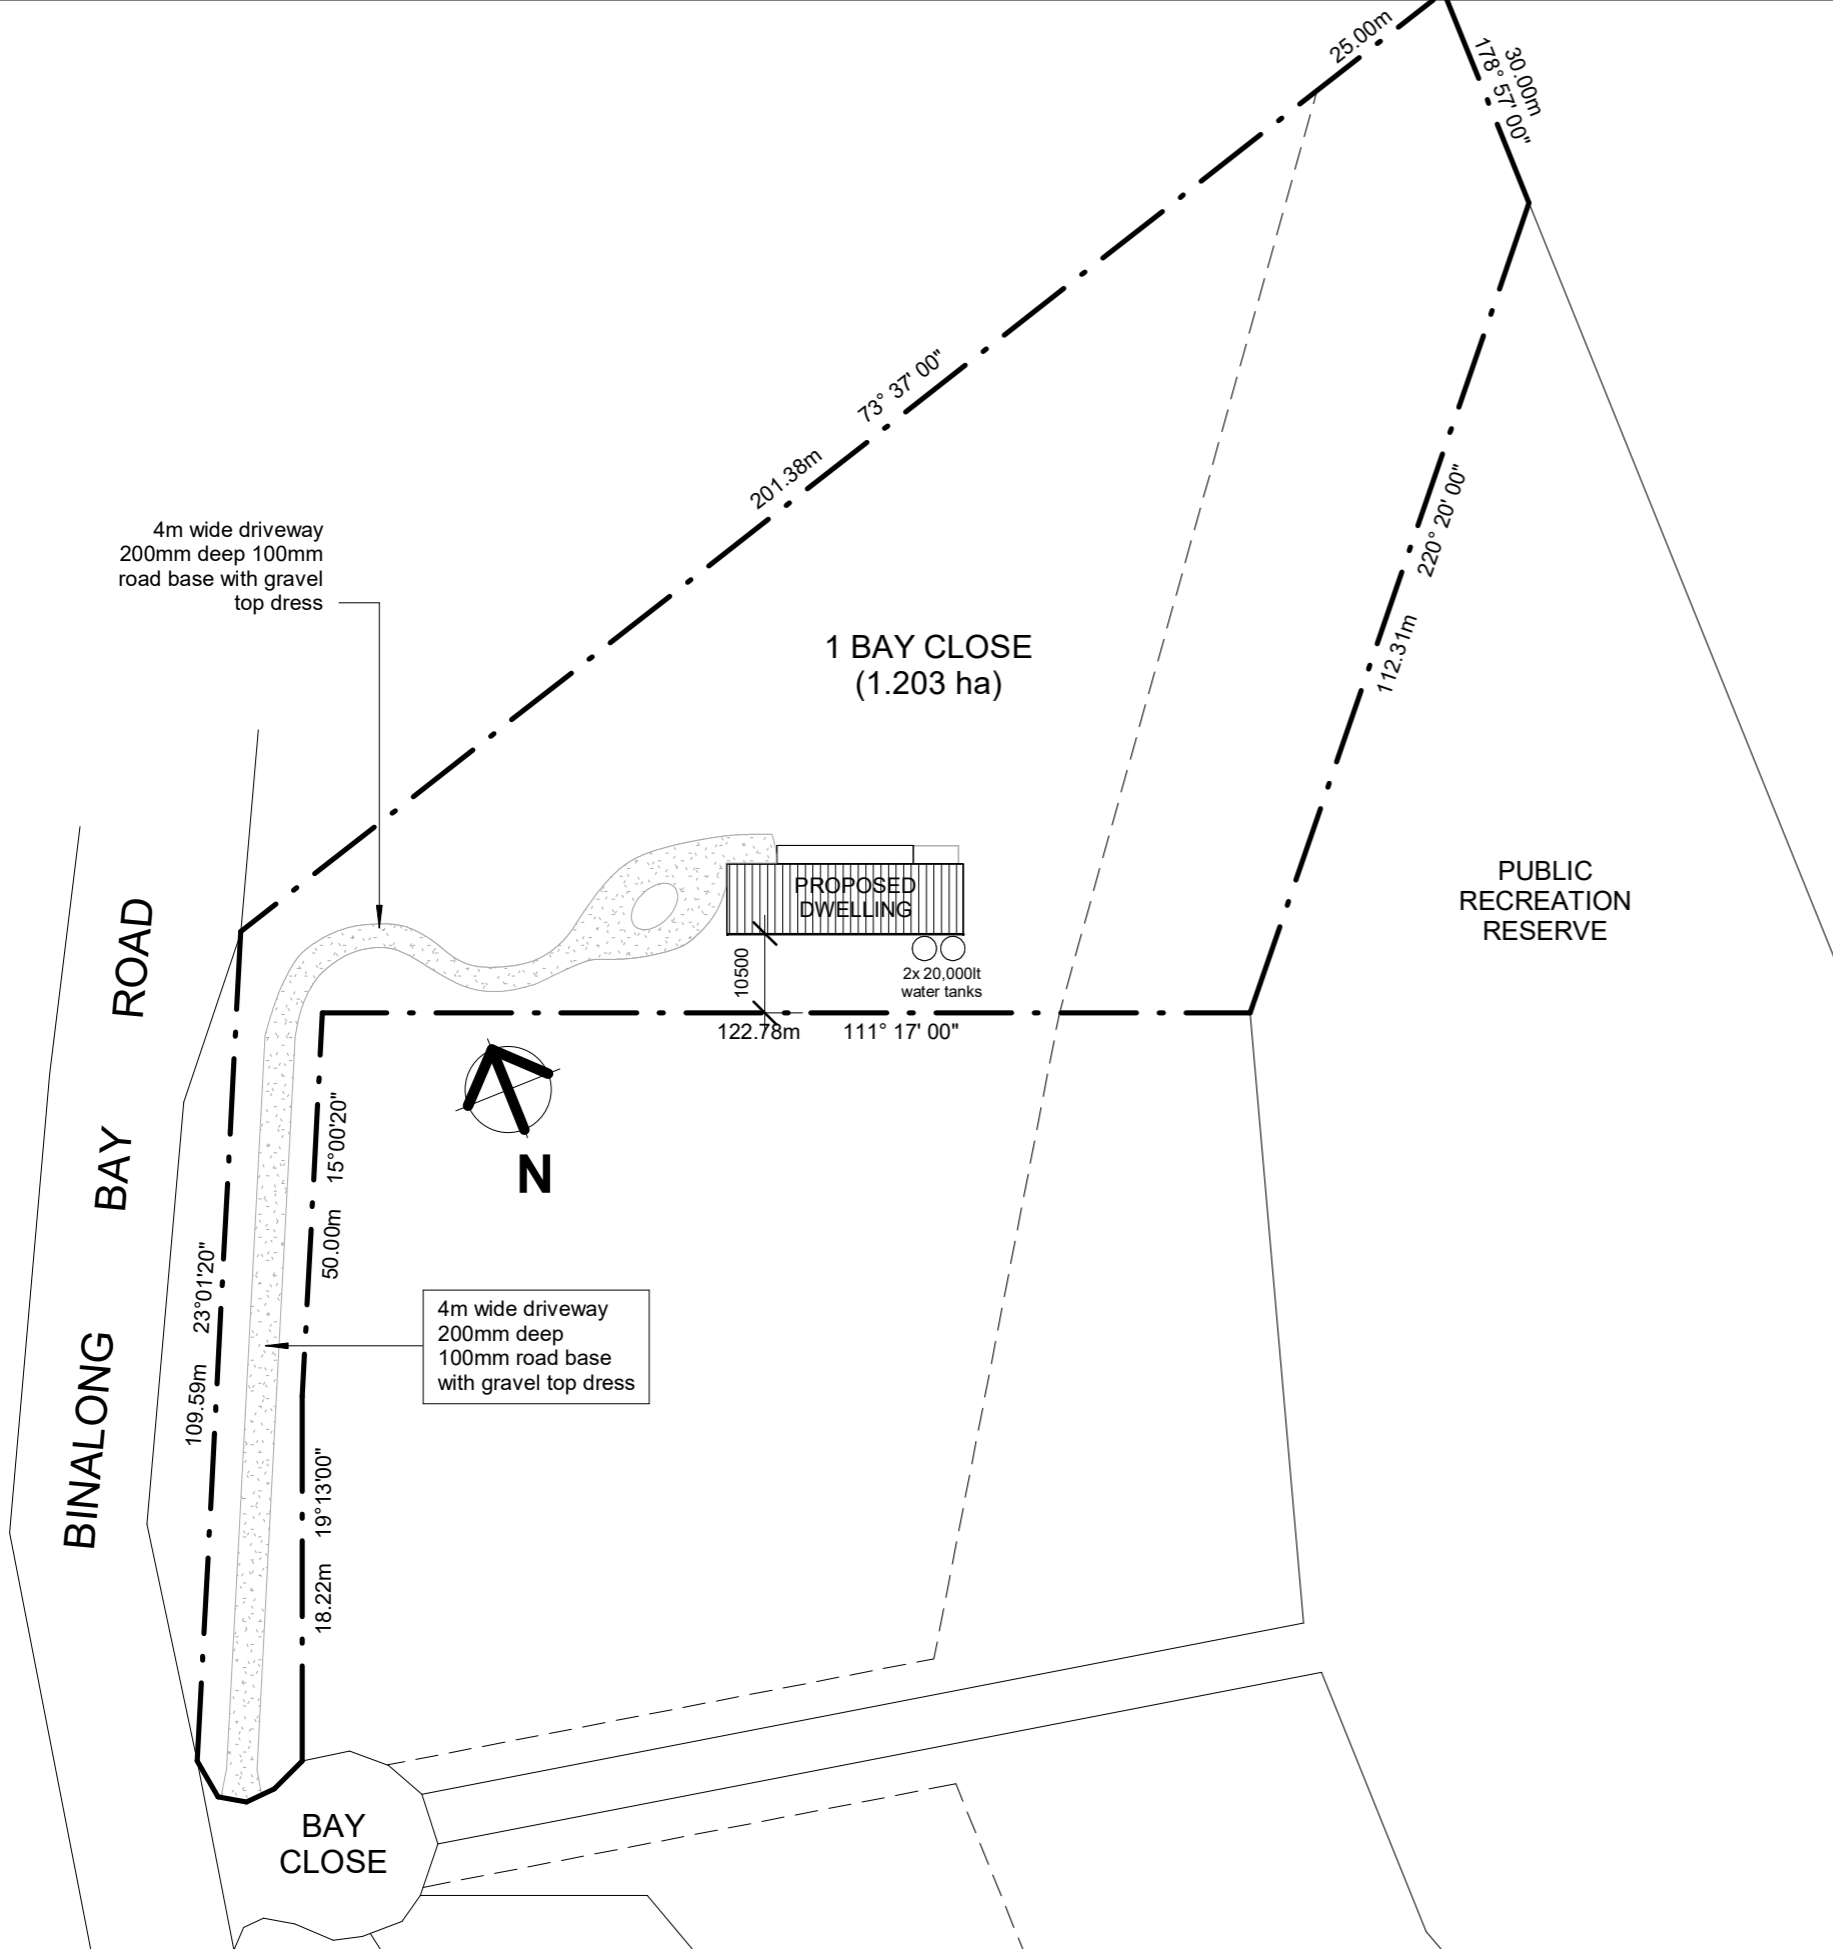 25.00m
30.00m
178° 57' 00"
73° 37' 00"
201.38m
4m wide driveway
200mm deep 100mm
road base with gravel
top dress
220° 20' 00"
112.31m
1 BAY CLOSE
(1.203 ha)
PUBLIC
RECREATION
RESERVE
PROPOSED
DWELLING
10500
2x 20,000lt
water tanks
122.78m 111° 17' 00"
N
BINALONG BAY ROAD
50.00m 15°00'20"
109.59m 23°01'20"
4m wide driveway
200mm deep
100mm road base
with gravel top dress
18.22m 19°13'00"
BAY
CLOSE